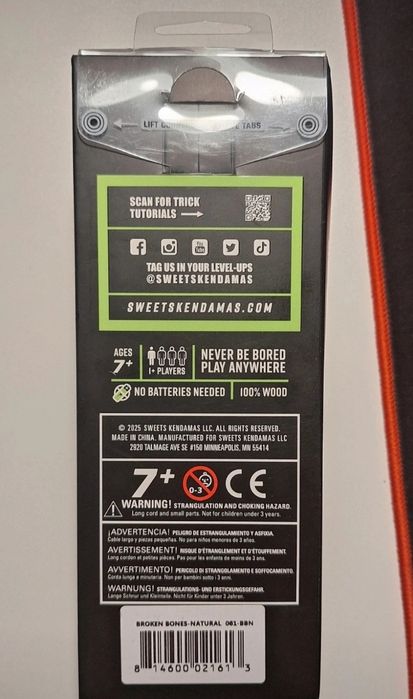 LIFT
TABS
SCAN FOR TRICK
TUTORIALS
You
Tube
TAG US IN YOUR LEVEL-UPS
@SWEETSKENDAMAS
SWEETSKENDAMAS.COM
AGES
7+
1+ PLAYERS
NEVER BE BORED
PLAY ANYWHERE
NO BATTERIES NEEDED
100% WOOD
© 2025 SWEETS KENDAMAS LLC. ALL RIGHTS RESERVED.
MADE IN CHINA. MANUFACTURED FOR SWEETS KENDAMAS LLC
2920 TALMAGE AVE SE #150 MINNEAPOLIS, MN 55414
7+
0-3
CE
WARNING! STRANGULATION AND CHOKING HAZARD.
Long cord and small parts. Not for children under 3 years.
¡ADVERTENCIA! PELIGRO DE ESTRANGULAMIENTO Y ASFIXIA.
Cable largo y piezas pequeñas. No para niños menores de 3 años.
AVERTISSEMENT! RISQUE D'ÉTRANGLEMENT ET D'ÉTOUFFEMENT.
Long cordon et petites pièces. Pas pour les enfants de moins de 3 ans.
AVVERTIMENTO! PERICOLO DI STRANGOLAMENTO E SOFFOCAMENTO.
Corda lunga e minuteria. Non per bambini sotto i 3 anni.
WARNUNG! STRANGULATIONS- UND ERSTICKUNGSGEFAHR.
Lange Schnur und Kleinteile. Nicht für Kinder unter 3 Jahren.
BROKEN BONES-NATURAL 061-BBN
8 14600 02161 3